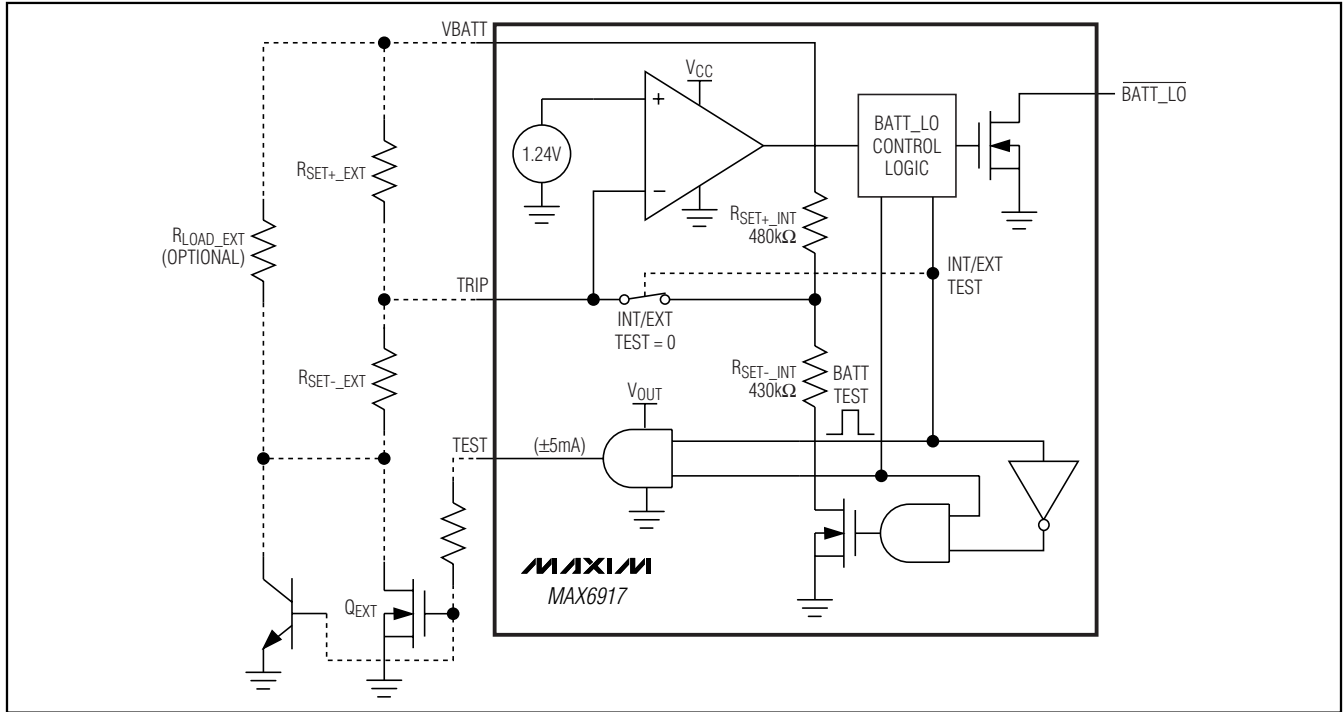 VBATT
VCC
BATT_LO
+
1.24V
BATT_LO
CONTROL
LOGIC
RSET+_EXT
−
RSET+_INT
480kΩ
RLOAD_EXT
(OPTIONAL)
INT/EXT
TEST
TRIP
INT/EXT
TEST = 0
RSET-_EXT
RSET-_INT
430kΩ
BATT
TEST
VOUT
TEST
(±5mA)
MAXIM
MAX6917
QEXT